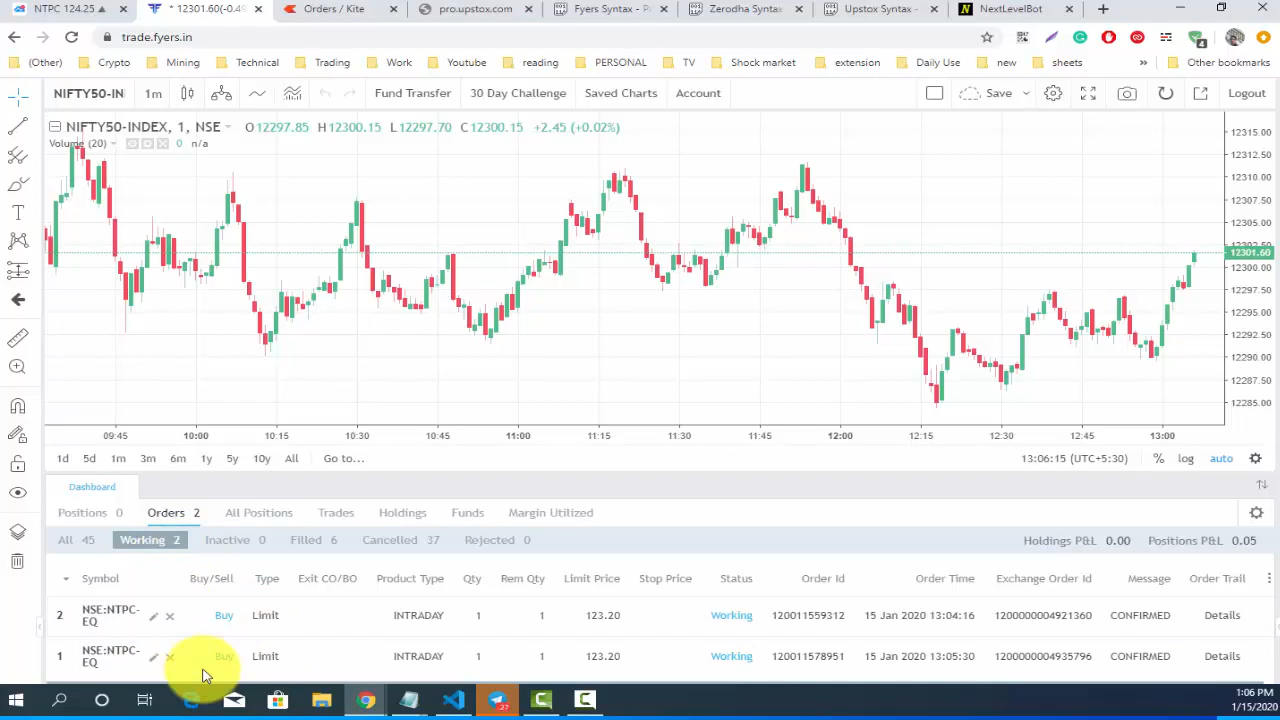 NTPC 124.25 ▲
* 12301.60(-0.4
Orders / Kite
pro.upstox.com
Fyers Syntax - P
Zerodha Syntax
Upstox Syntax -
NextLevelBot
trade.fyers.in
4
(Other)
Crypto
Mining
Technical
Trading
Work
Youtube
reading
PERSONAL
TV
Shock market
extension
Daily Use
new
sheets
»
Other bookmarks
NIFTY50-IN
1m
Fund Transfer
30 Day Challenge
Saved Charts
Account
Save
Logout
NIFTY50-INDEX, 1, NSE
O12297.85 H12300.15 L12297.70 C12300.15 +2.45 (+0.02%)
Volume (20)
0 n/a
12315.00
12312.50
12310.00
12307.50
12305.00
12302.50
12301.60
12300.00
12297.50
12295.00
12292.50
12290.00
12287.50
12285.00
09:45 10:00 10:15 10:30 10:45 11:00 11:15 11:30 11:45 12:00 12:15 12:30 12:45 13:00
1d 5d 1m 3m 6m 1y 5y 10y All Go to...
13:06:15 (UTC+5:30) % log auto
Dashboard
Positions 0 Orders 2 All Positions Trades Holdings Funds Margin Utilized
All 45 Working 2 Inactive 0 Filled 6 Cancelled 37 Rejected 0 Holdings P&L 0.00 Positions P&L 0.05
Symbol Buy/Sell Type Exit CO/BO Product Type Qty Rem Qty Limit Price Stop Price Status Order Id Order Time Exchange Order Id Message Order Trail
2 NSE:NTPC-EQ Buy Limit INTRADAY 1 1 123.20 Working 120011559312 15 Jan 2020 13:04:16 1200000004921360 CONFIRMED Details
1 NSE:NTPC-EQ Buy Limit INTRADAY 1 1 123.20 Working 120011578951 15 Jan 2020 13:05:30 1200000004935796 CONFIRMED Details
27
1:06 PM
1/15/2020